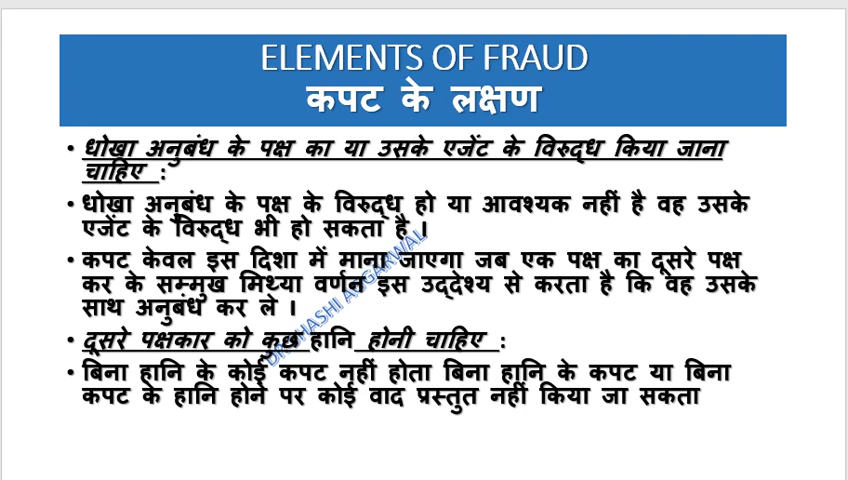 ELEMENTS OF FRAUD
कपट के लक्षण
• धोखा अनुबंध के पक्ष का या उसके एजेंट के विरुद्ध किया जाना
चाहिए :
• धोखा अनुबंध के पक्ष के विरुद्ध हो या आवश्यक नहीं है वह उसके
एजेंट के विरुद्ध भी हो सकता है ।
• कपट केवल इस दिशा में माना जाएगा जब एक पक्ष का दूसरे पक्ष
कर के सम्मुख मिथ्या वर्णन इस उद्देश्य से करता है कि वह उसके
साथ अनुबंध कर ले ।
• दूसरे पक्षकार को कुछ हानि होनी चाहिए :
• बिना हानि के कोई कपट नहीं होता बिना हानि के कपट या बिना
कपट के हानि होने पर कोई वाद प्रस्तुत नहीं किया जा सकता
DR SHASHI AGGARWAL